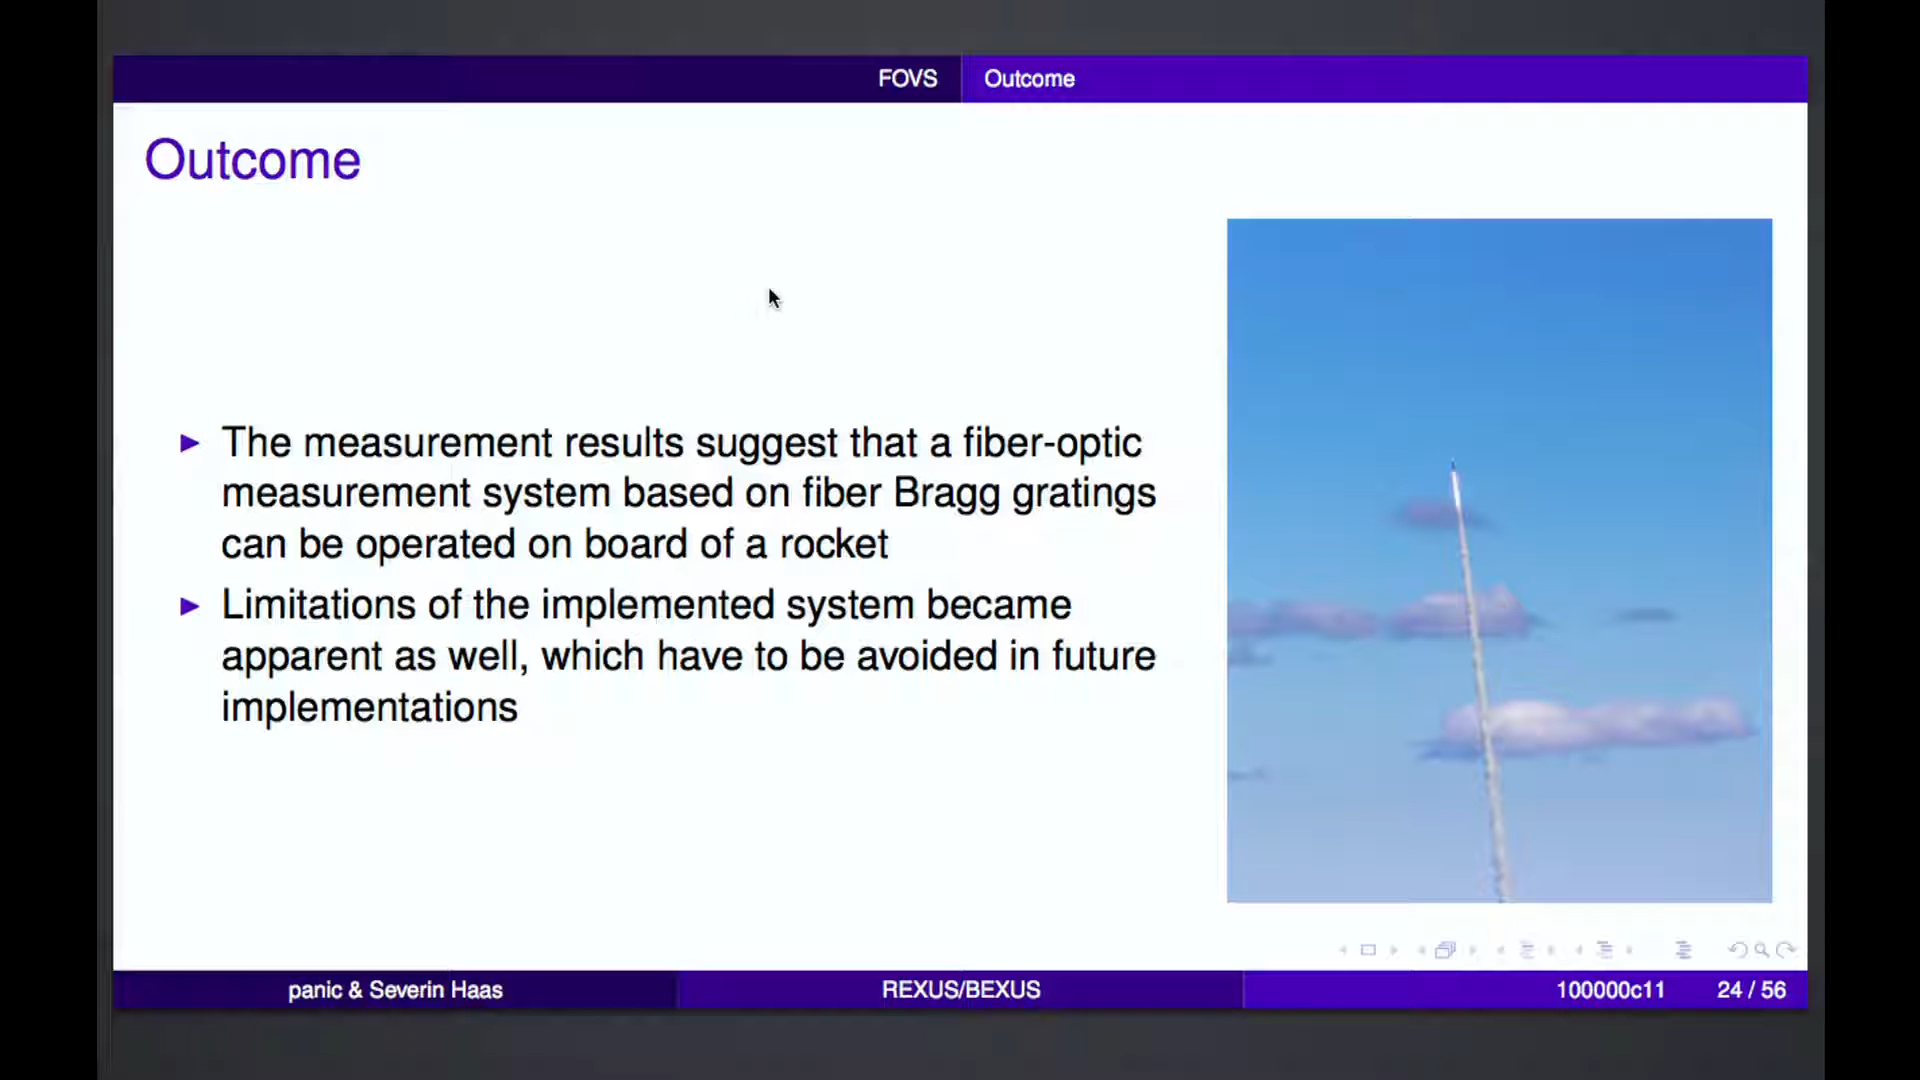 FOVS Outcome
Outcome
The measurement results suggest that a fiber-optic
measurement system based on fiber Bragg gratings
can be operated on board of a rocket
Limitations of the implemented system became
apparent as well, which have to be avoided in future
implementations
panic & Severin Haas REXUS/BEXUS 100000c11 24 / 56